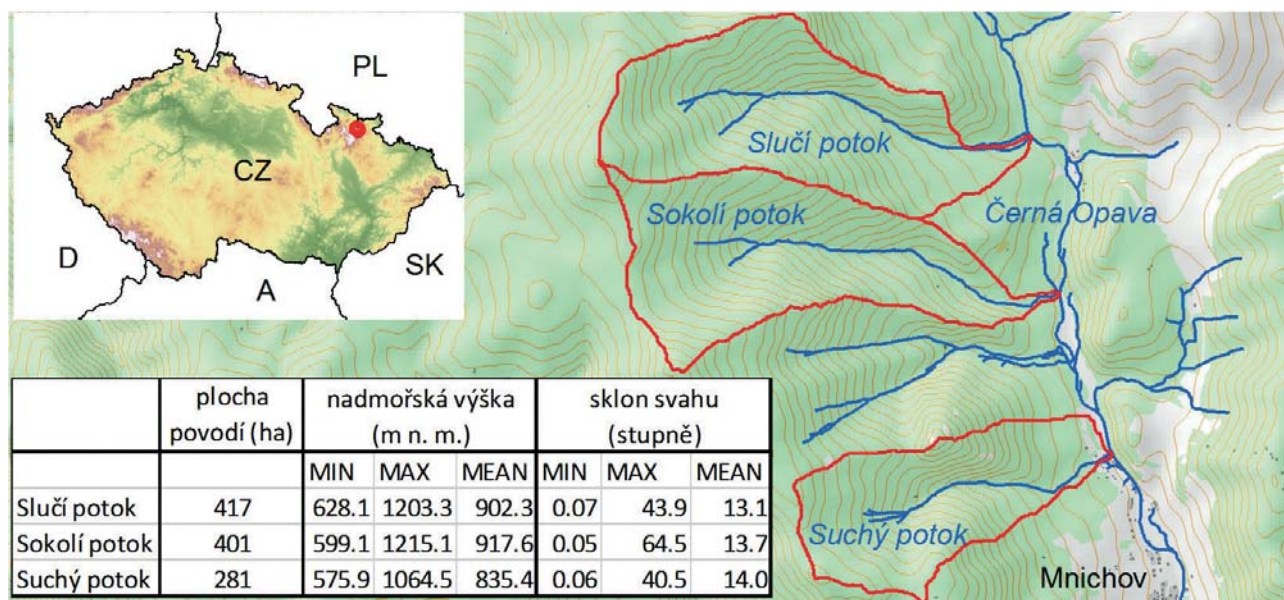 PL
CZ
D
A
SK
Slučí potok
Sokolí potok
Černá Opava
Suchý potok
Mnichov
plocha povodí (ha) nadmořská výška (m n. m.) sklon svahu (stupně)
MIN MAX MEAN MIN MAX MEAN
Slučí potok 417 628.1 1203.3 902.3 0.07 43.9 13.1
Sokolí potok 401 599.1 1215.1 917.6 0.05 64.5 13.7
Suchý potok 281 575.9 1064.5 835.4 0.06 40.5 14.0